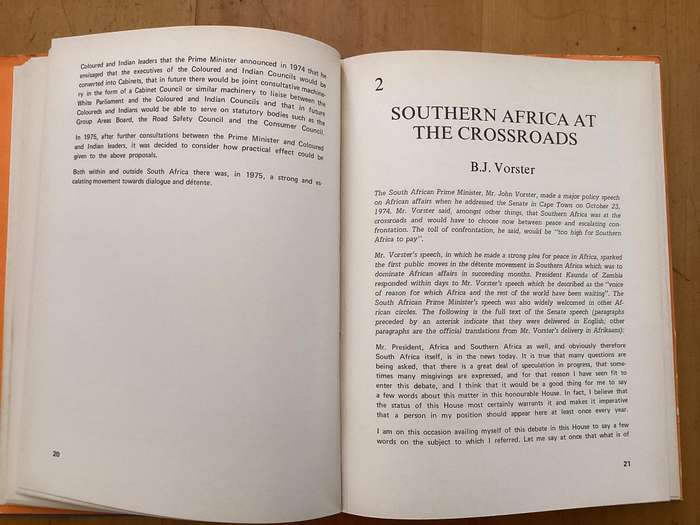 Coloured and Indian leaders that the Prime Minister announced in 1974 that he
envisaged that the executives of the Coloured and Indian Councils would be
converted into Cabinets, that in future there would be joint consultative machine-
ry in the form of a Cabinet Council or similar machinery to liaise between the
White Parliament and the Coloured and Indian Councils and that in future
Coloureds and Indians would be able to serve on statutory bodies such as the
Group Areas Board, the Road Safety Council and the Consumer Council.
In 1975, after further consultations between the Prime Minister and Coloured
and Indian leaders, it was decided to consider how practical effect could be
given to the above proposals.
Both within and outside South Africa there was, in 1975, a strong and es-
calating movement towards dialogue and détente.
20
2
SOUTHERN AFRICA AT
THE CROSSROADS
B.J. Vorster
The South African Prime Minister, Mr. John Vorster, made a major policy speech
on African affairs when he addressed the Senate in Cape Town on October 23,
1974. Mr. Vorster said, amongst other things, that Southern Africa was at the
crossroads and would have to choose now between peace and escalating con-
frontation. The toll of confrontation, he said, would be "too high for Southern
Africa to pay".
Mr. Vorster's speech, in which he made a strong plea for peace in Africa, sparked
the first public moves in the détente movement in Southern Africa which was to
dominate African affairs in succeeding months. President Kaunda of Zambia
responded within days to Mr. Vorster's speech which he described as the "voice
of reason for which Africa and the rest of the world have been waiting". The
South African Prime Minister's speech was also widely welcomed in other Af-
rican circles. The following is the full text of the Senate speech (paragraphs
preceded by an asterisk indicate that they were delivered in English; other
paragraphs are the official translations from Mr. Vorster's delivery in Afrikaans):
Mr. President, Africa and Southern Africa as well, and obviously therefore
South Africa itself, is in the news today. It is true that many questions are
being asked, that there is a great deal of speculation in progress, that some-
times many misgivings are expressed, and for that reason I have seen fit to
enter this debate, and I think that it would be a good thing for me to say
a few words about this matter in this honourable House. In fact, I believe that
the status of this House most certainly warrants it and makes it imperative
that a person in my position should appear here at least once every year.
I am on this occasion availing myself of this debate in this House to say a few
words on the subject to which I referred. Let me say at once that what is of
21